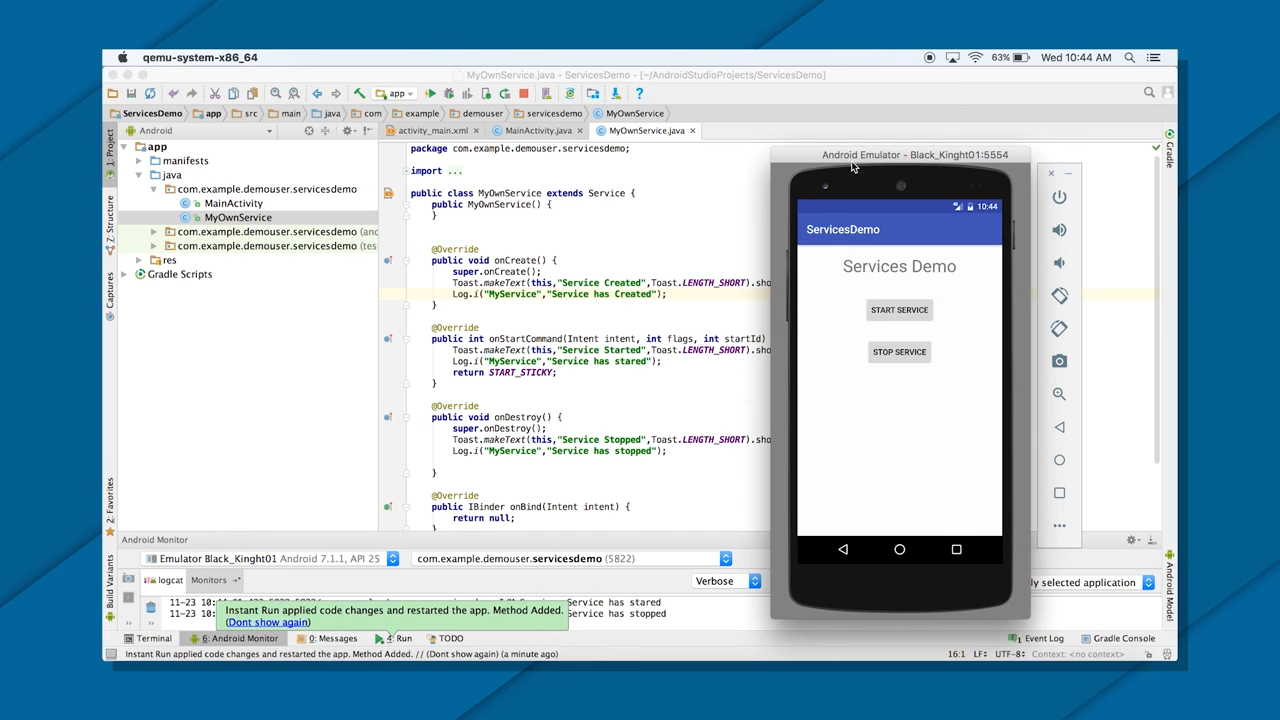 qemu-system-x86_64
63%
Wed 10:44 AM
MyOwnService.java - ServicesDemo - [~/AndroidStudioProjects/ServicesDemo]
app
ServicesDemo
app
src
main
java
com
example
demouser
servicesdemo
MyOwnService
Android
activity_main.xml
MainActivity.java
MyOwnService.java
1: Project
Z: Structure
Captures
2: Favorites
Build Variants
Gradle
Android Model
app
manifests
java
com.example.demouser.servicesdemo
MainActivity
MyOwnService
com.example.demouser.servicesdemo (and
com.example.demouser.servicesdemo (tes
res
Gradle Scripts
package com.example.demouser.servicesdemo;
import ...
public class MyOwnService extends Service {
public MyOwnService() {
}
@Override
public void onCreate() {
super.onCreate();
Toast.makeText(this,"Service Created",Toast.LENGTH_SHORT).sho
Log.i("MyService","Service has Created");
}
@Override
public int onStartCommand(Intent intent, int flags, int startId)
Toast.makeText(this,"Service Started",Toast.LENGTH_SHORT).sho
Log.i("MyService","Service has stared");
return START_STICKY;
}
@Override
public void onDestroy() {
super.onDestroy();
Toast.makeText(this,"Service Stopped",Toast.LENGTH_SHORT).sho
Log.i("MyService","Service has stopped");
}
@Override
public IBinder onBind(Intent intent) {
return null;
}
Android Emulator - Black_Kinght01:5554
10:44
ServicesDemo
Services Demo
START SERVICE
STOP SERVICE
Android Monitor
Emulator Black_Kinght01 Android 7.1.1, API 25
com.example.demouser.servicesdemo (5822)
logcat
Monitors
Verbose
ly selected application
Service has stared
Service has stopped
Instant Run applied code changes and restarted the app. Method Added.
(Dont show again)
Terminal
6: Android Monitor
0: Messages
4: Run
TODO
1 Event Log
Gradle Console
Instant Run applied code changes and restarted the app. Method Added. // (Dont show again) (a minute ago)
16:1
LF÷
UTF-8÷
Context: <no context>